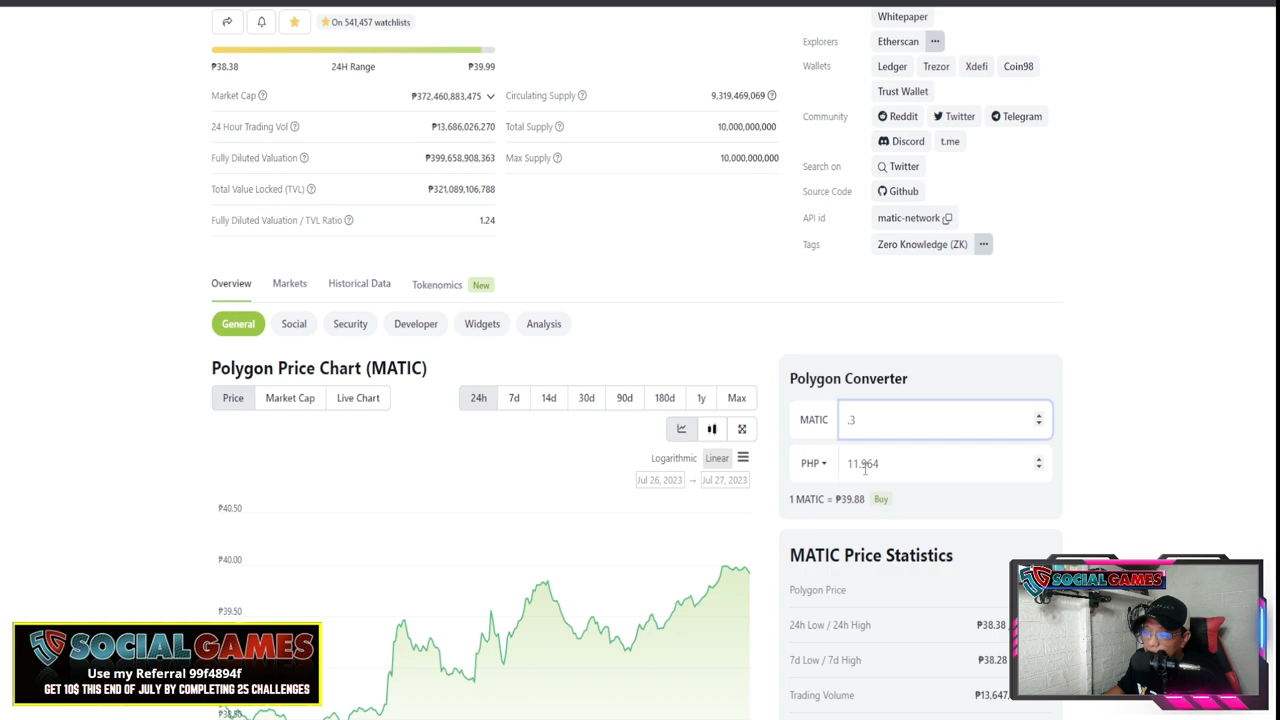 On 541,457 watchlists
₱38.38 24H Range ₱39.99
Market Cap ₱372,460,883,475
24 Hour Trading Vol ₱13,686,026,270
Fully Diluted Valuation ₱399,658,908,363
Total Value Locked (TVL) ₱321,089,106,788
Fully Diluted Valuation / TVL Ratio 1.24
Circulating Supply 9,319,469,069
Total Supply 10,000,000,000
Max Supply 10,000,000,000
Whitepaper
Explorers Etherscan
Wallets Ledger Trezor Xdefi Coin98
Trust Wallet
Community Reddit Twitter Telegram
Discord t.me
Search on Twitter
Source Code Github
API id matic-network
Tags Zero Knowledge (ZK)
Overview Markets Historical Data Tokenomics New
General Social Security Developer Widgets Analysis
Polygon Price Chart (MATIC)
Price Market Cap Live Chart 24h 7d 14d 30d 90d 180d 1y Max
Logarithmic Linear
Jul 26, 2023 → Jul 27, 2023
₱40.50
₱40.00
₱39.50
₱38.50
Polygon Converter
MATIC .3
PHP 11.964
1 MATIC = ₱39.88 Buy
MATIC Price Statistics
Polygon Price
24h Low / 24h High ₱38.38
7d Low / 7d High ₱38.28
Trading Volume ₱13,647,
SG SOCIAL GAMES
Use my Referral 99f4894f
GET 10$ THIS END OF JULY BY COMPLETING 25 CHALLENGES
SG SOCIAL GAMES